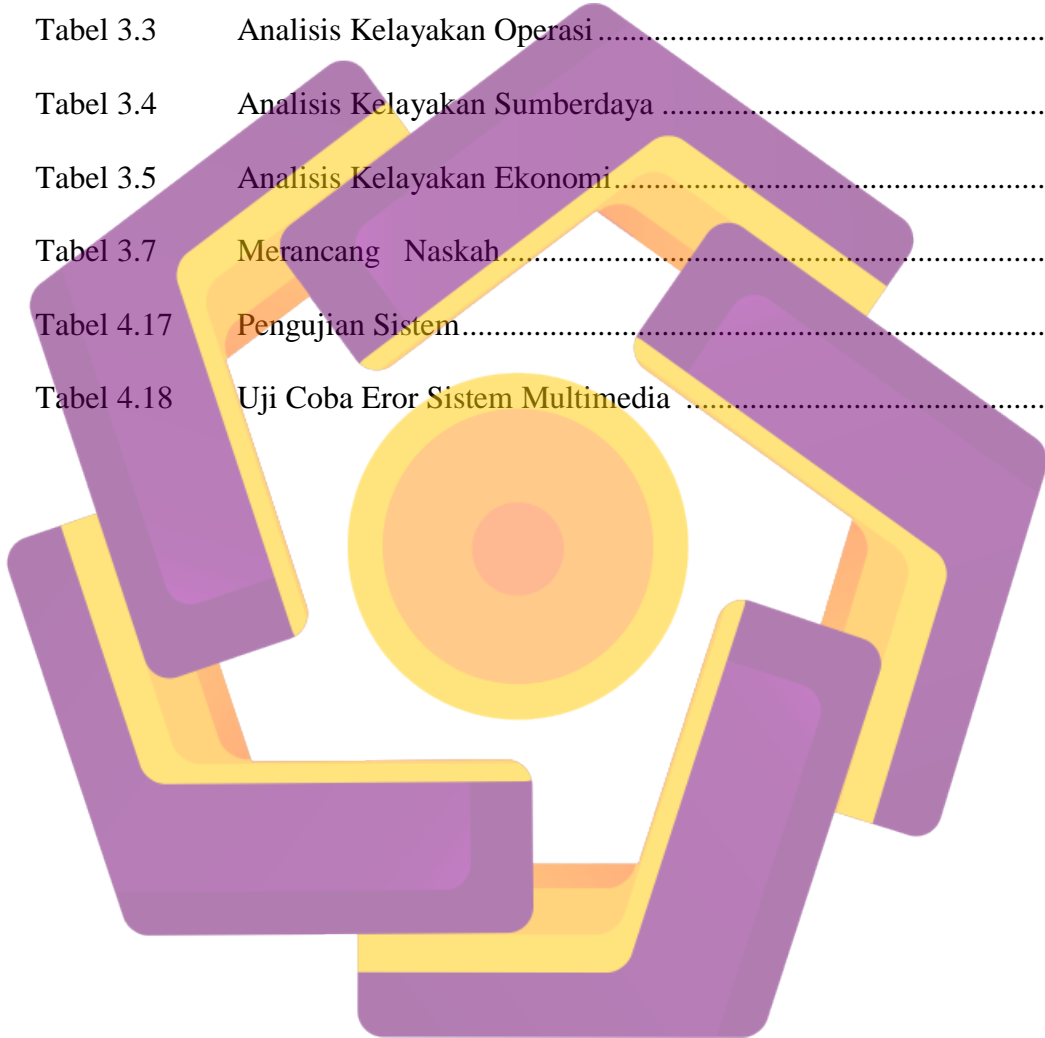 Tabel 3.3 Analisis Kelayakan Operasi.......................................................
Tabel 3.4 Analisis Kelayakan Sumberdaya ...............................................
Tabel 3.5 Analisis Kelayakan Ekonomi.....................................................
Tabel 3.7 Merancang Naskah...................................................................
Tabel 4.17 Pengujian Sistem.......................................................................
Tabel 4.18 Uji Coba Eror Sistem Multimedia ............................................